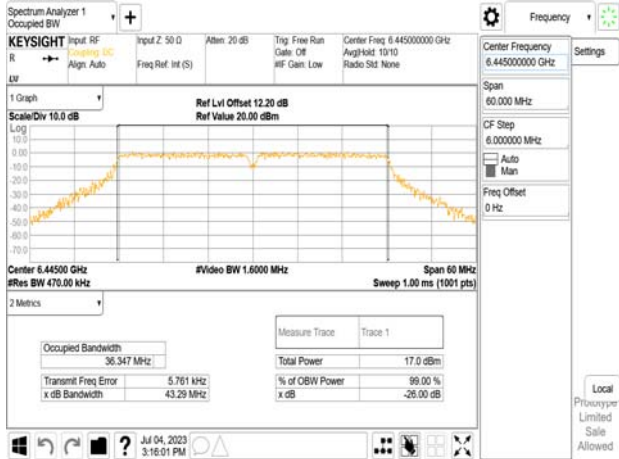 Spectrum Analyzer 1
Occupied BW
+
Frequency
KEYSIGHT
R
Input: RF
Coupling: DC
Align: Auto
Input Z: 50 Ω
Freq Ref: Int (S)
Atten: 20 dB
Trig: Free Run
Gate: Off
#IF Gain: Low
Center Freq: 6.445000000 GHz
Avg|Hold: 10/10
Radio Std: None
1 Graph
Scale/Div 10.0 dB
Ref Lvl Offset 12.20 dB
Ref Value 20.00 dBm
Log
10.0
0.00
-10.0
-20.0
-30.0
-40.0
-50.0
-60.0
-70.0
Center 6.44500 GHz
#Res BW 470.00 kHz
#Video BW 1.6000 MHz
Span 60 MHz
Sweep 1.00 ms (1001 pts)
2 Metrics
Measure Trace
Trace 1
Occupied Bandwidth
36.347 MHz
Total Power
17.0 dBm
Transmit Freq Error
5.761 kHz
% of OBW Power
99.00 %
x dB Bandwidth
43.29 MHz
x dB
-26.00 dB
Center Frequency
6.445000000 GHz
Settings
Span
60.000 MHz
CF Step
6.000000 MHz
Auto
Man
Freq Offset
0 Hz
Local
Prototype
Limited
Sale
Allowed
?
Jul 04, 2023
3:16:01 PM